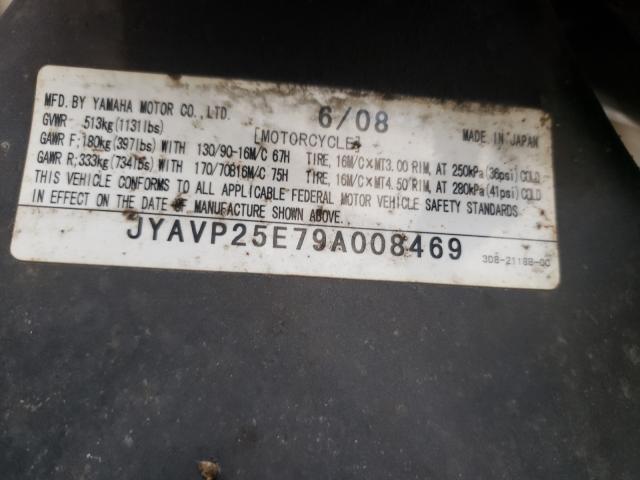 MFD. BY YAMAHA MOTOR CO., LTD. 6/08 MADE IN JAPAN
GVWR- 513kg(1131lbs) [MOTORCYCLE]
GAWR F:180kg(397lbs) WITH 130/90-16M/C 67H TIRE, 16M/C×MT3.00 RIM, AT 250kPa(36psi) COLD
GAWR R:333kg(734lbs) WITH 170/70B16M/C 75H TIRE, 16M/C×MT4.50 RIM, AT 280kPa(41psi) COLD
THIS VEHICLE CONFORMS TO ALL APPLICABLE FEDERAL MOTOR VEHICLE SAFETY STANDARDS
IN EFFECT ON THE DATE OF MANUFACTURE SHOWN ABOVE.
JYAVP25E79A008469
3D8-2118B-00